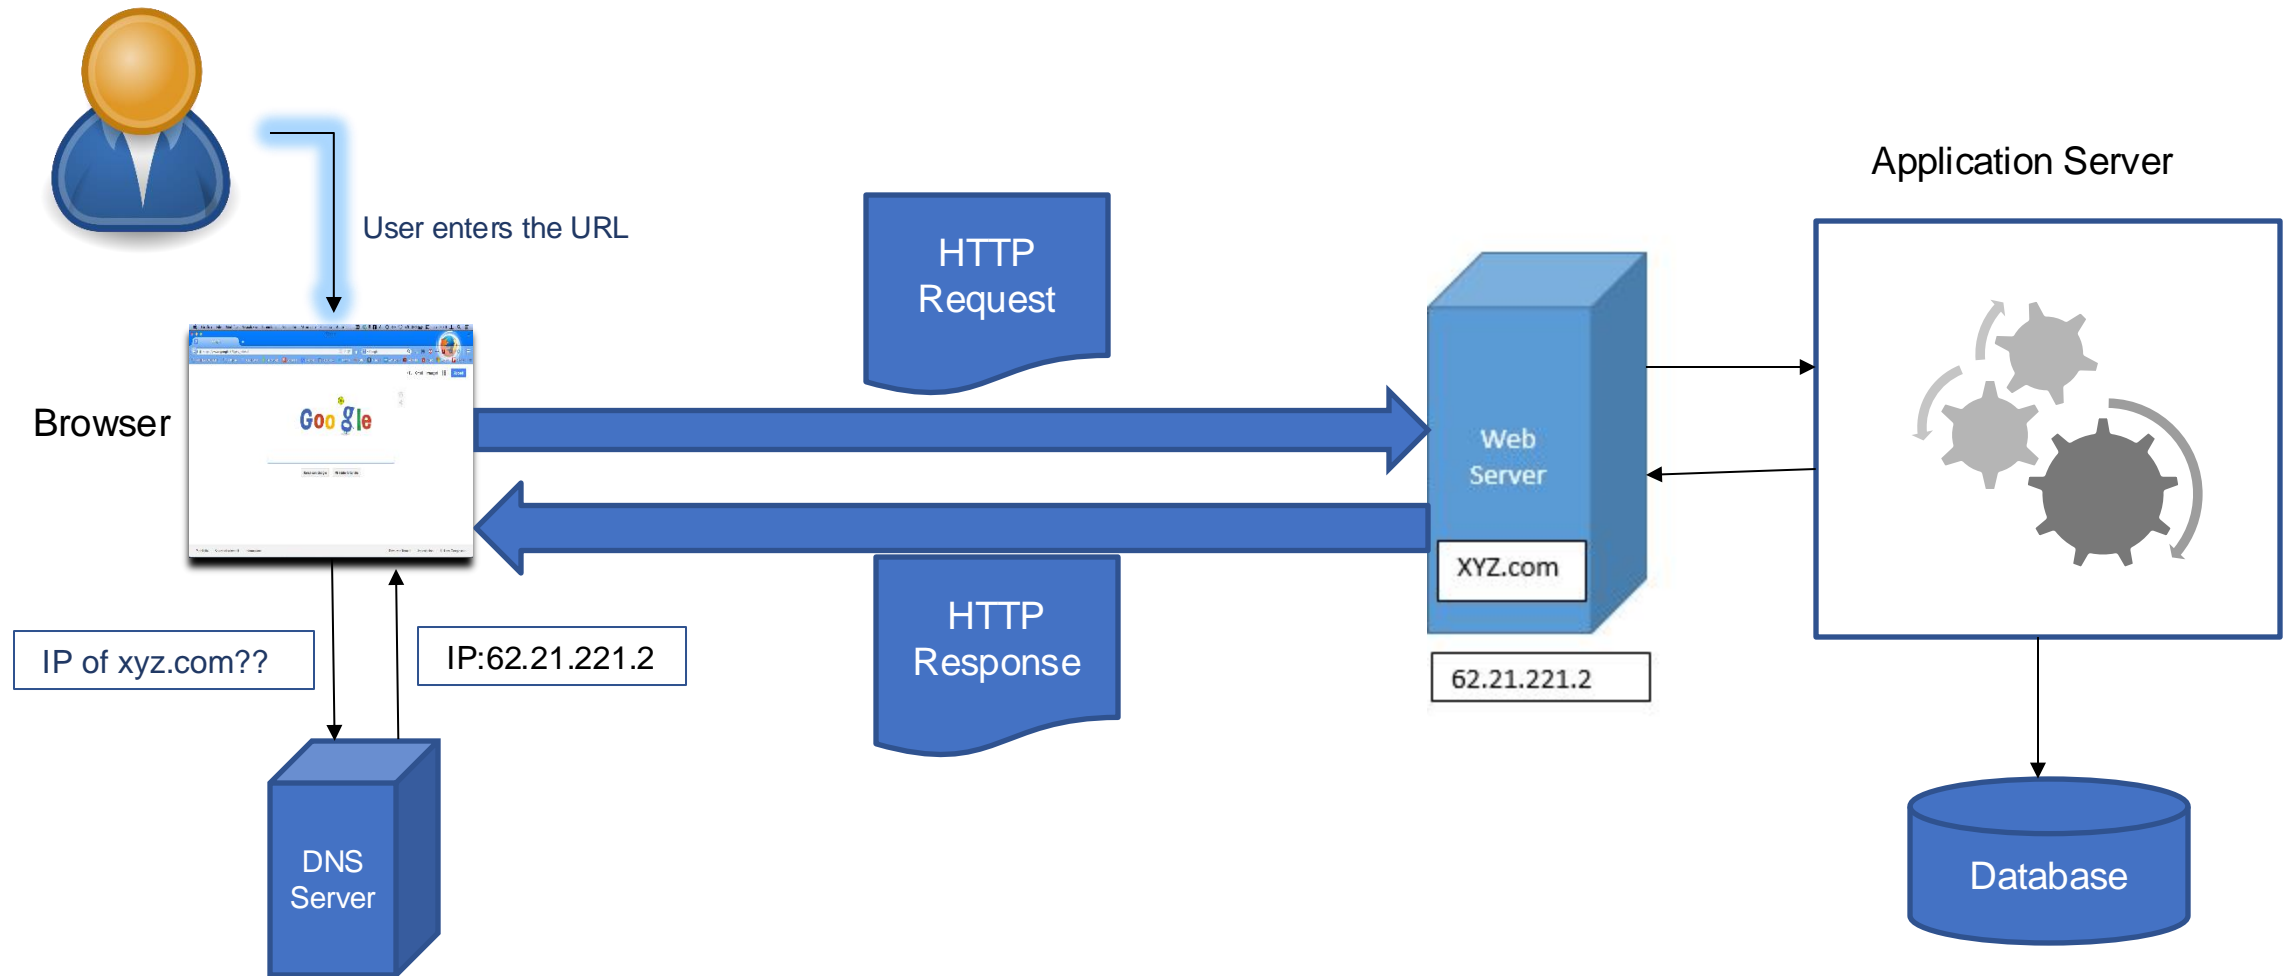 Application Server
User enters the URL
HTTP
Request
Browser
Google
Web
Server
XYZ.com
62.21.221.2
HTTP
Response
IP of xyz.com??
IP:62.21.221.2
DNS
Server
Database